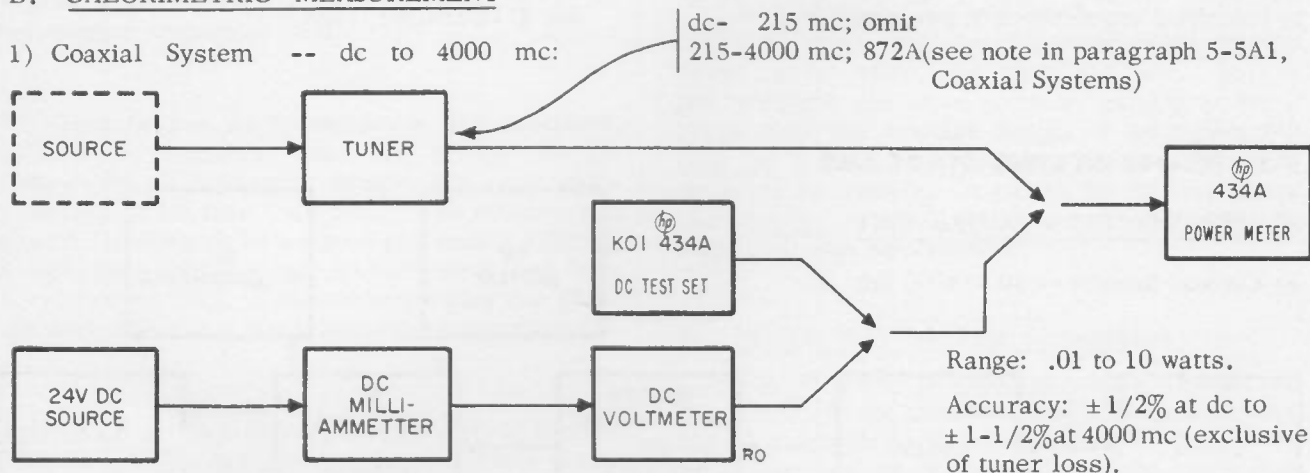 1) Coaxial System -- dc to 4000 mc:
dc- 215 mc; omit
215-4000 mc; 872A(see note in paragraph 5-5A1,
Coaxial Systems)
SOURCE
TUNER
hp
434A
POWER METER
hp
KO1 434A
DC TEST SET
24V DC
SOURCE
DC
MILLI-
AMMETTER
DC
VOLTMETER
RO
Range: .01 to 10 watts.
Accuracy: ± 1/2% at dc to
± 1-1/2%at 4000 mc (exclusive
of tuner loss).